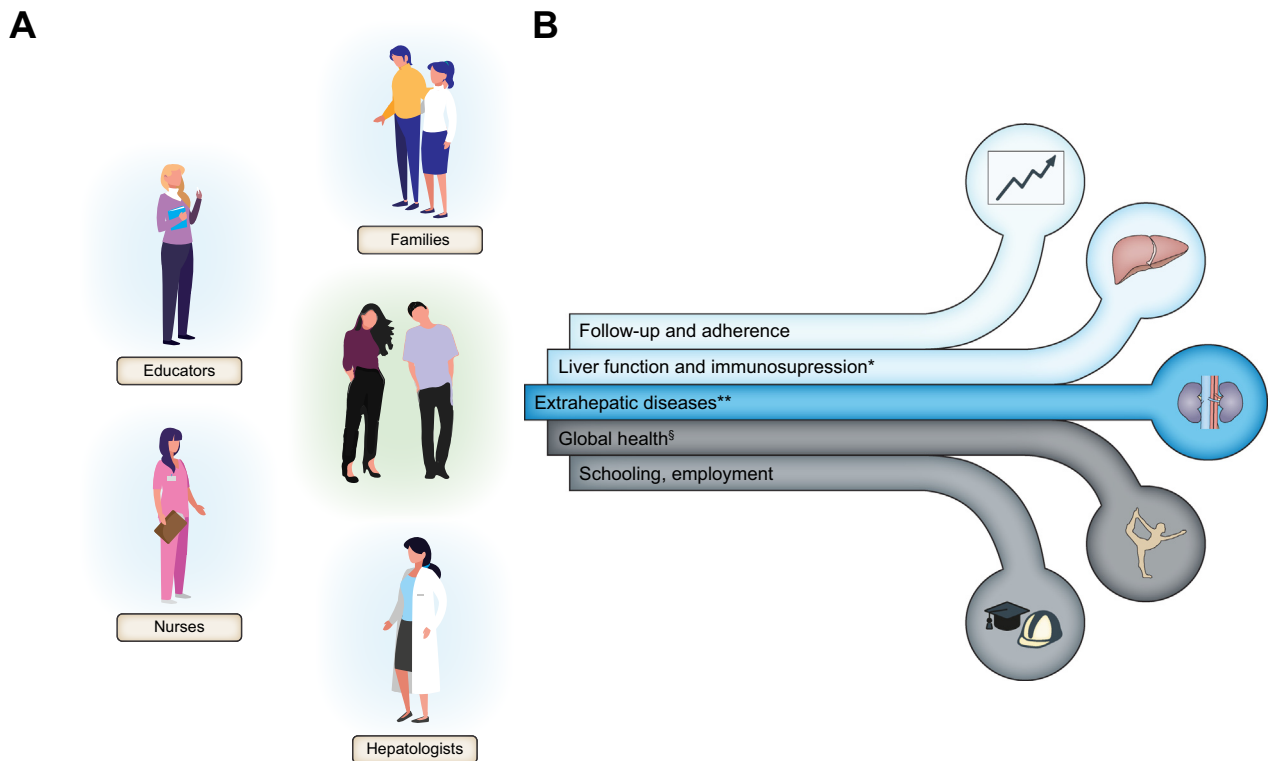 A
Families
Educators
Nurses
Hepatologists
B
Follow-up and adherence
Liver function and immunosupression*
Extrahepatic diseases**
Global health§
Schooling, employment